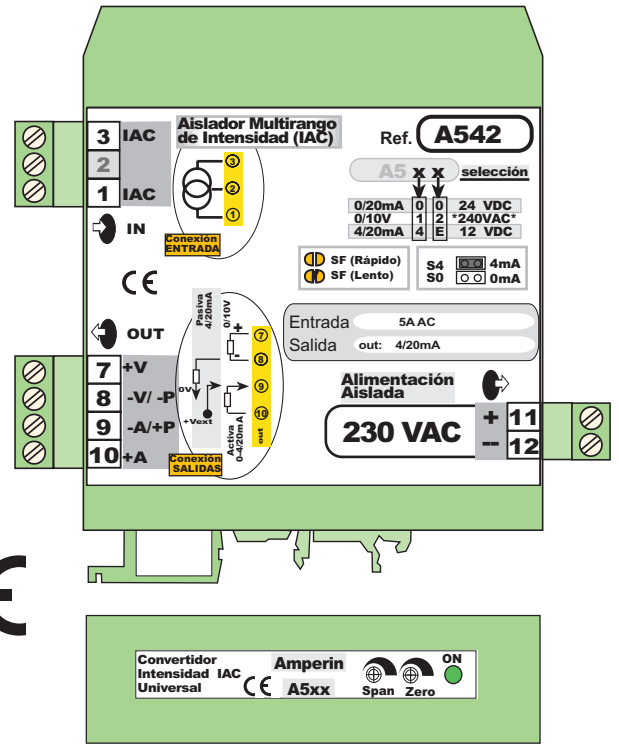 3 IAC
2
1 IAC
IN
CE
OUT
Aislador Multirango
de Intensidad (IAC)
3
2
1
Conexión
ENTRADA
Ref. A542
A5 x x selección
0/20mA 0 0 24 VDC
0/10V 1 2 *240VAC*
4/20mA 4 E 12 VDC
SF (Rápido)
SF (Lento)
S4 4mA
S0 0mA
Entrada 5A AC
Salida out: 4/20mA
7 +V
8 -V/ -P
9 -A/+P
10 +A
Pasiva
4/20mA
0/10V
+
-
0V
+Vext
Activa
0-4/20mA
7
8
9
10
out
Conexión
SALIDAS
Alimentación
Aislada
230 VAC
+ 11
-- 12
CE
Convertidor
Intensidad IAC
Universal
CE
Amperin
A5xx
Span Zero
ON